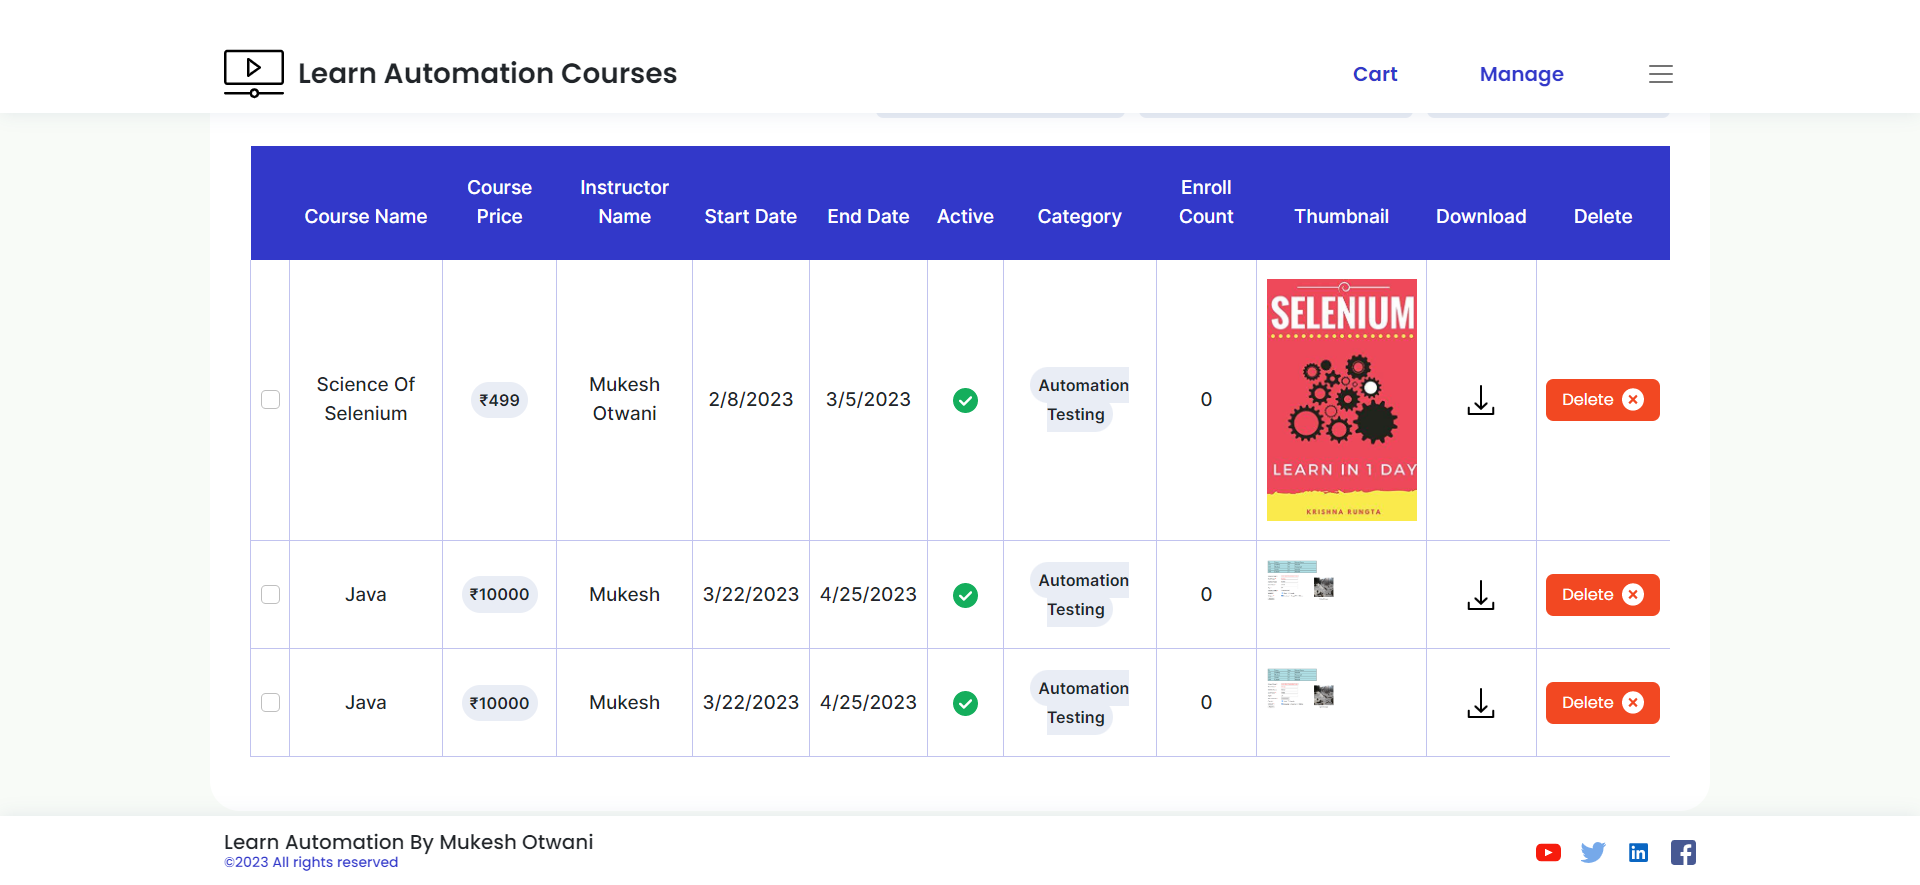 Learn Automation Courses
Cart
Manage
Course Name
Course
Price
Instructor
Name
Start Date
End Date
Active
Category
Enroll
Count
Thumbnail
Download
Delete
Science Of
Selenium
₹499
Mukesh
Otwani
2/8/2023
3/5/2023
Automation
Testing
0
SELENIUM
LEARN IN 1 DAY
KRISHNA RUNGTA
Delete
Java
₹10000
Mukesh
3/22/2023
4/25/2023
Automation
Testing
0
Delete
Java
₹10000
Mukesh
3/22/2023
4/25/2023
Automation
Testing
0
Delete
Learn Automation By Mukesh Otwani
©2023 All rights reserved